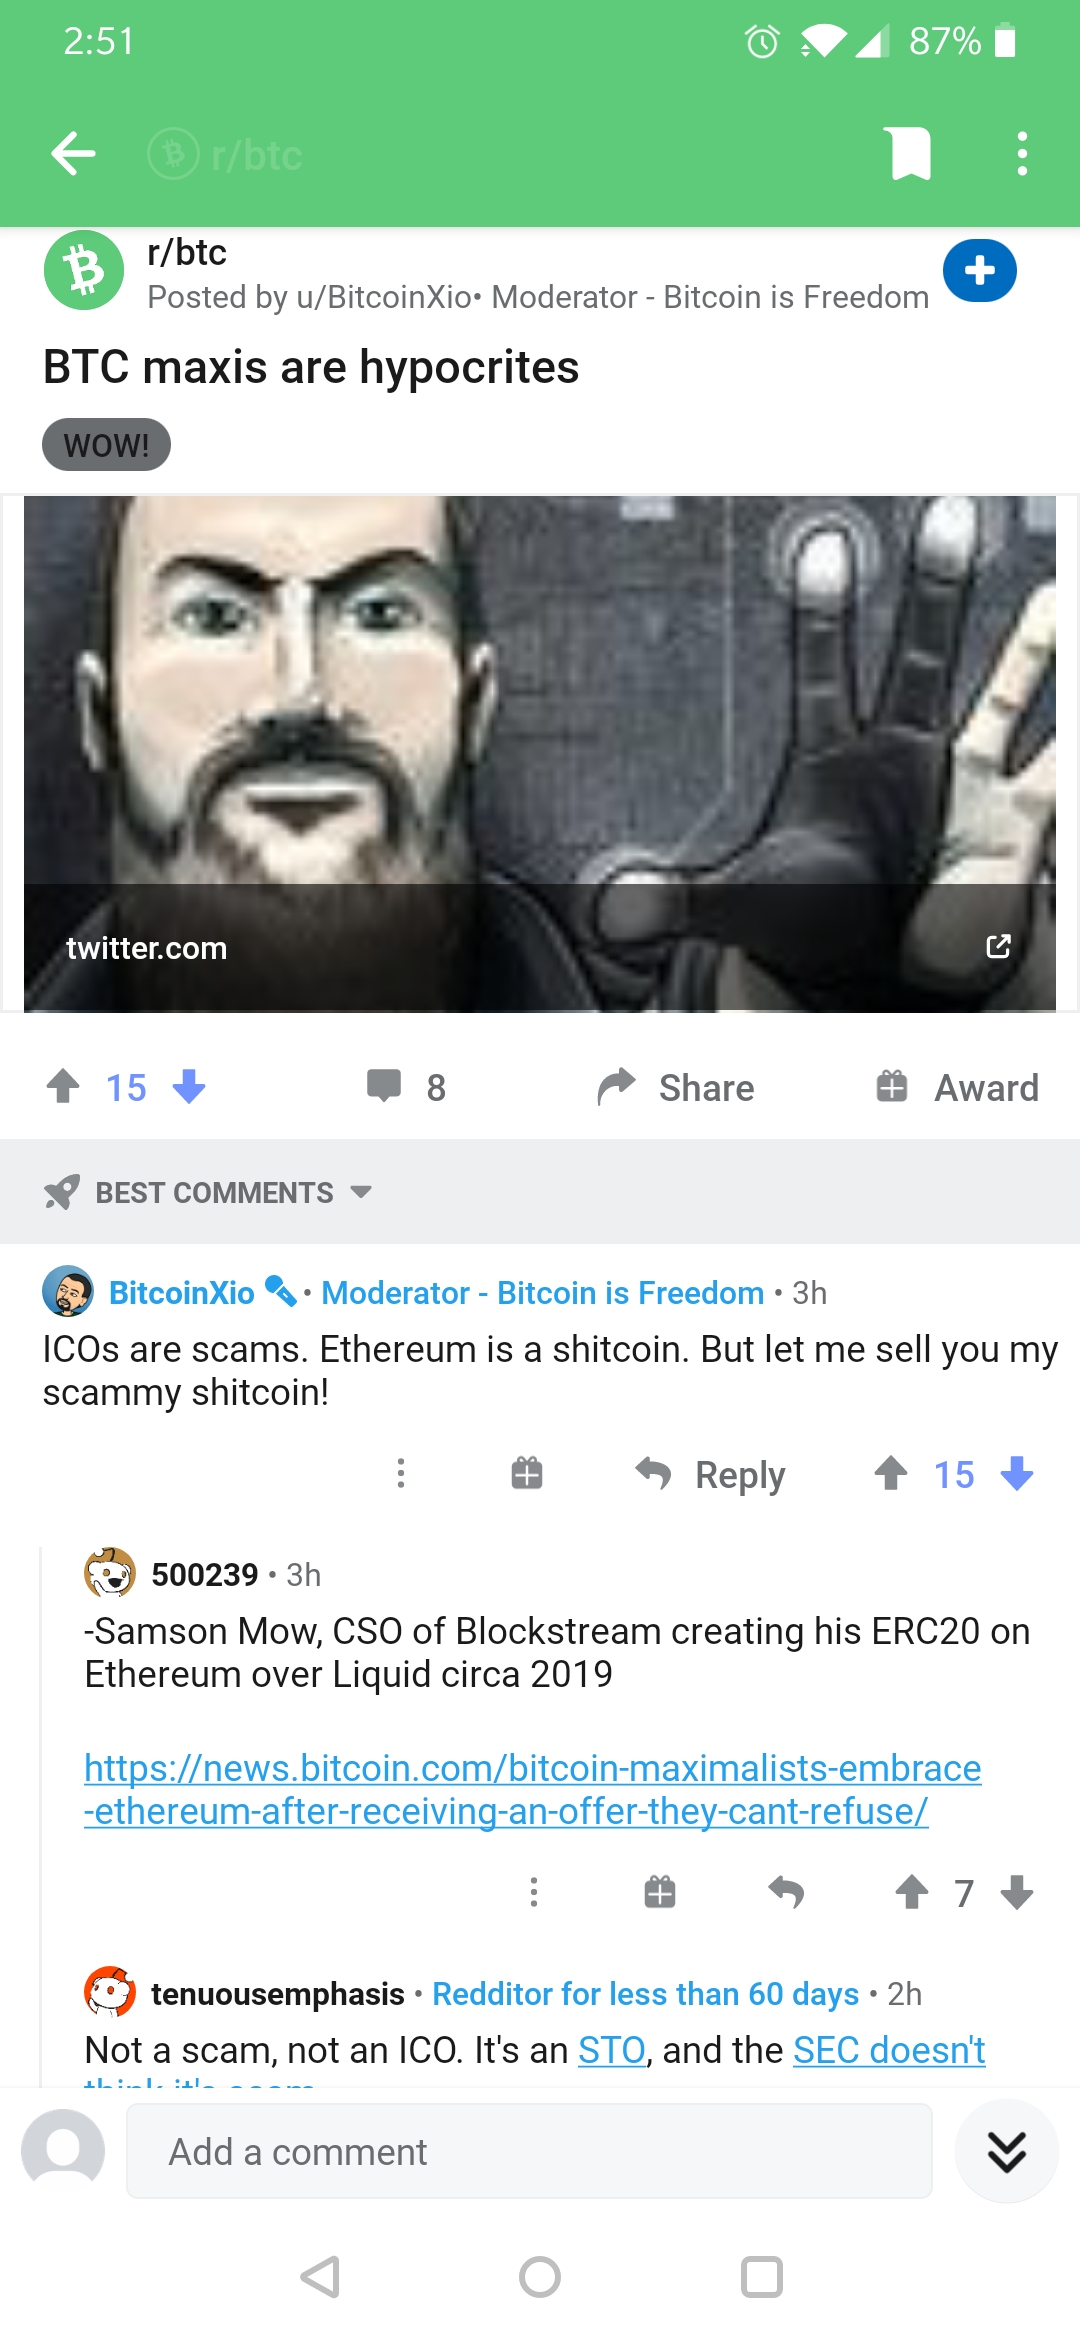 2:51
87%
r/btc
r/btc
Posted by u/BitcoinXio• Moderator - Bitcoin is Freedom
BTC maxis are hypocrites
WOW!
twitter.com
15
8
Share
Award
BEST COMMENTS
BitcoinXio • Moderator - Bitcoin is Freedom • 3h
ICOs are scams. Ethereum is a shitcoin. But let me sell you my
scammy shitcoin!
Reply
15
500239 • 3h
-Samson Mow, CSO of Blockstream creating his ERC20 on
Ethereum over Liquid circa 2019
https://news.bitcoin.com/bitcoin-maximalists-embrace
-ethereum-after-receiving-an-offer-they-cant-refuse/
7
tenuousemphasis • Redditor for less than 60 days • 2h
Not a scam, not an ICO. It's an STO, and the SEC doesn't
think it's
Add a comment